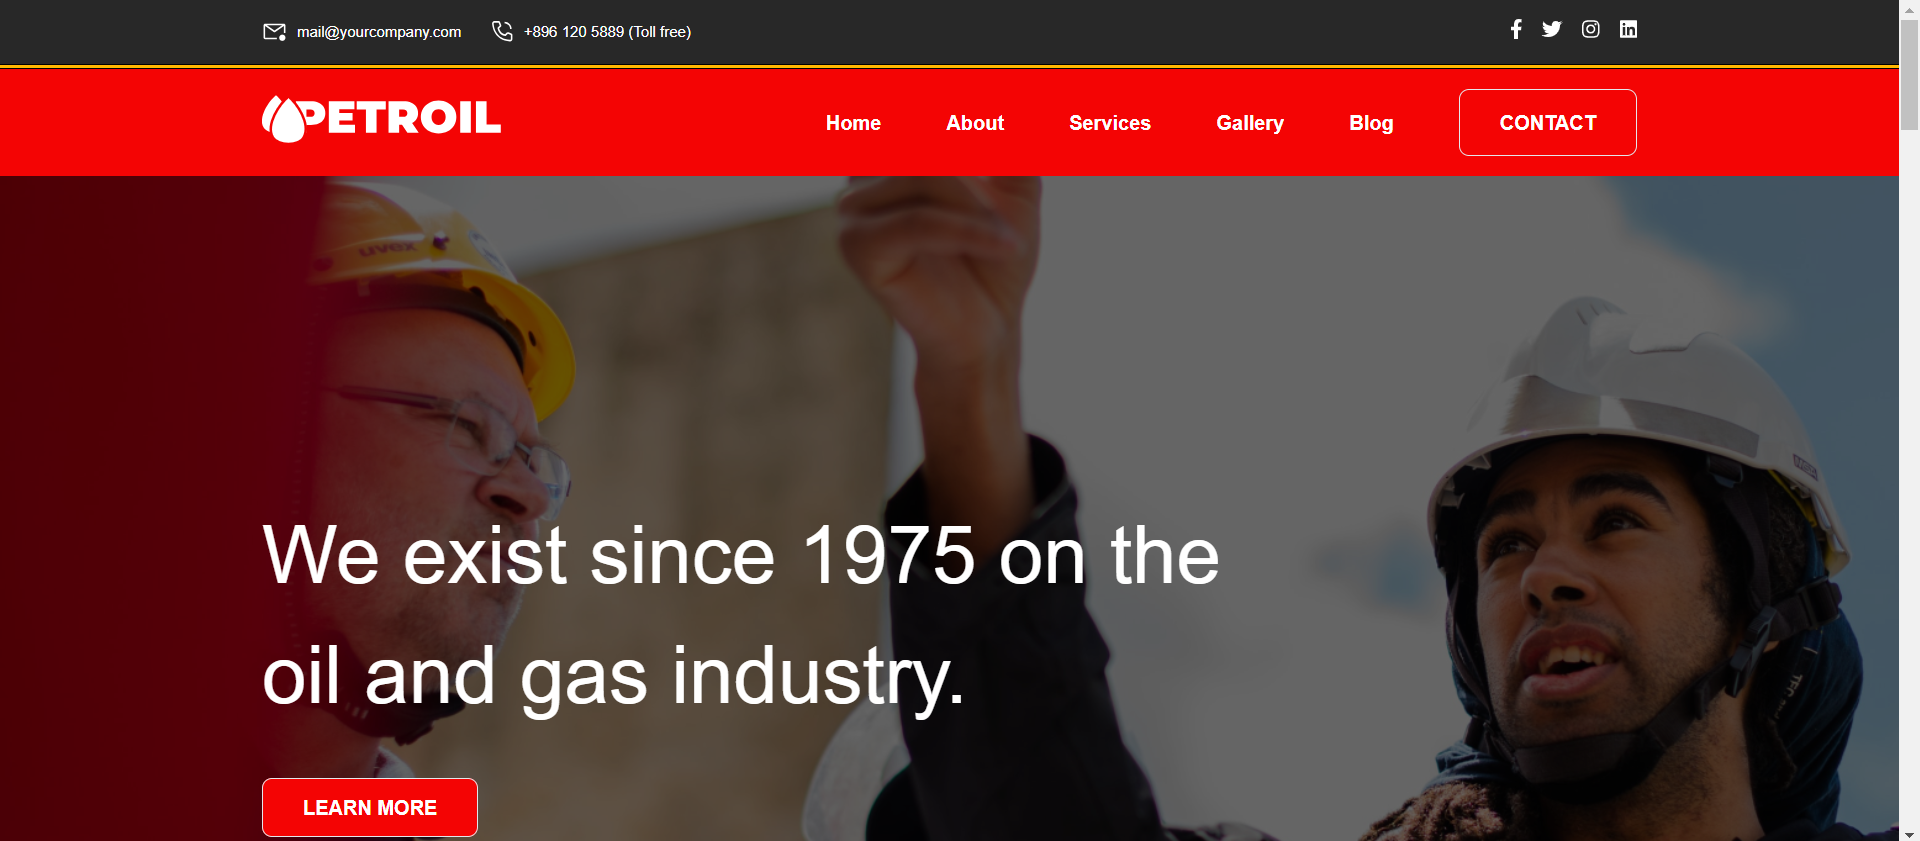 mail@yourcompany.com +896 120 5889 (Toll free)
PETROIL Home About Services Gallery Blog CONTACT
uvex
We exist since 1975 on the
oil and gas industry.
LEARN MORE